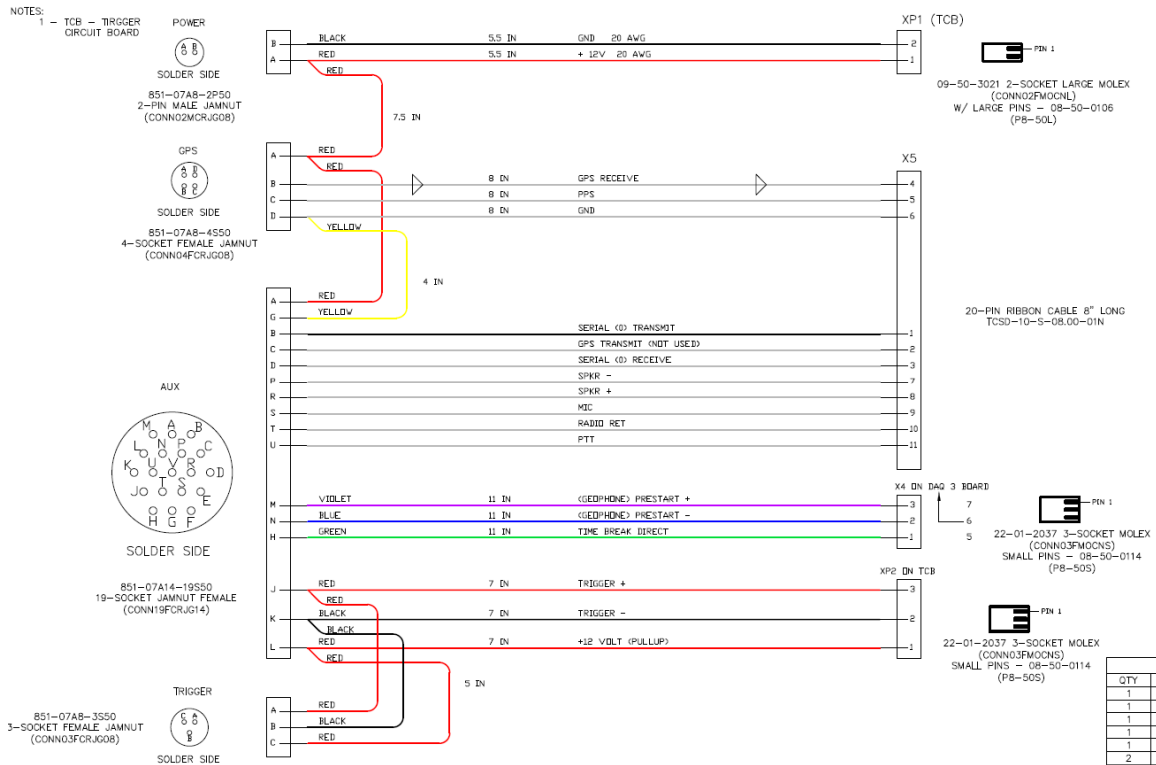 NOTES:
1 - TCB - TIRGGER
CIRCUIT BOARD
POWER
A B
SOLDER SIDE
851-07A8-2P50
2-PIN MALE JAMNUT
(CONN02MCRJG08)
B BLACK 5.5 IN GND 20 AWG 2
A RED 5.5 IN + 12V 20 AWG 1
RED
XP1 (TCB)
PIN 1
09-50-3021 2-SOCKET LARGE MOLEX
(CONN02FMOCNL)
W/ LARGE PINS - 08-50-0106
(P8-50L)
7.5 IN
GPS
A D
B C
SOLDER SIDE
851-07A8-4S50
4-SOCKET FEMALE JAMNUT
(CONN04FCRJG08)
A RED
RED
X5
B 8 IN GPS RECEIVE 4
C 8 IN PPS 5
D 8 IN GND 6
YELLOW
4 IN
A RED
G YELLOW
B SERIAL (0) TRANSMIT 1
C GPS TRANSMIT (NOT USED) 2
D SERIAL (0) RECEIVE 3
P SPKR - 7
R SPKR + 8
S MIC 9
T RADIO RET 10
U PTT 11
20-PIN RIBBON CABLE 8" LONG
TCSD-10-S-08.00-01N
AUX
M A B
L N P C
K U V R D
J T S E
H G F
SOLDER SIDE
851-07A14-19S50
19-SOCKET JAMNUT FEMALE
(CONN19FCRJG14)
X4 ON DAQ 3 BOARD
M VIOLET 11 IN (GEOPHONE) PRESTART + 3 7
N BLUE 11 IN (GEOPHONE) PRESTART - 2 6
H GREEN 11 IN TIME BREAK DIRECT 1 5
PIN 1
22-01-2037 3-SOCKET MOLEX
(CONN03FMOCNS)
SMALL PINS - 08-50-0114
(P8-50S)
XP2 ON TCB
J RED 7 IN TRIGGER + 3
RED
K BLACK 7 IN TRIGGER - 2
BLACK
L RED 7 IN +12 VOLT (PULLUP) 1
RED
PIN 1
22-01-2037 3-SOCKET MOLEX
(CONN03FMOCNS)
SMALL PINS - 08-50-0114
(P8-50S)
5 IN
TRIGGER
C A
B
SOLDER SIDE
851-07A8-3S50
3-SOCKET FEMALE JAMNUT
(CONN03FCRJG08)
A RED
B BLACK
C RED
QTY
1
1
1
1
2